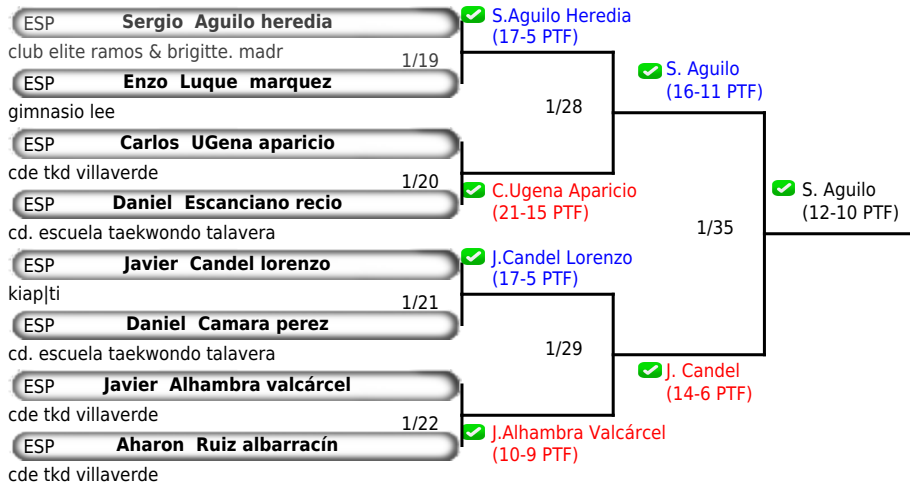 ESP Sergio Aguilo heredia
club elite ramos & brigitte. madr
1/19
ESP Enzo Luque marquez
gimnasio lee
ESP Carlos UGena aparicio
cde tkd villaverde
1/20
ESP Daniel Escanciano recio
cd. escuela taekwondo talavera
ESP Javier Candel lorenzo
kiap|ti
1/21
ESP Daniel Camara perez
cd. escuela taekwondo talavera
ESP Javier Alhambra valcárcel
cde tkd villaverde
1/22
ESP Aharon Ruiz albarracín
cde tkd villaverde
S.Aguilo Heredia
(17-5 PTF)
1/28
C.Ugena Aparicio
(21-15 PTF)
J.Candel Lorenzo
(17-5 PTF)
1/29
J.Alhambra Valcárcel
(10-9 PTF)
S. Aguilo
(16-11 PTF)
1/35
J. Candel
(14-6 PTF)
S. Aguilo
(12-10 PTF)